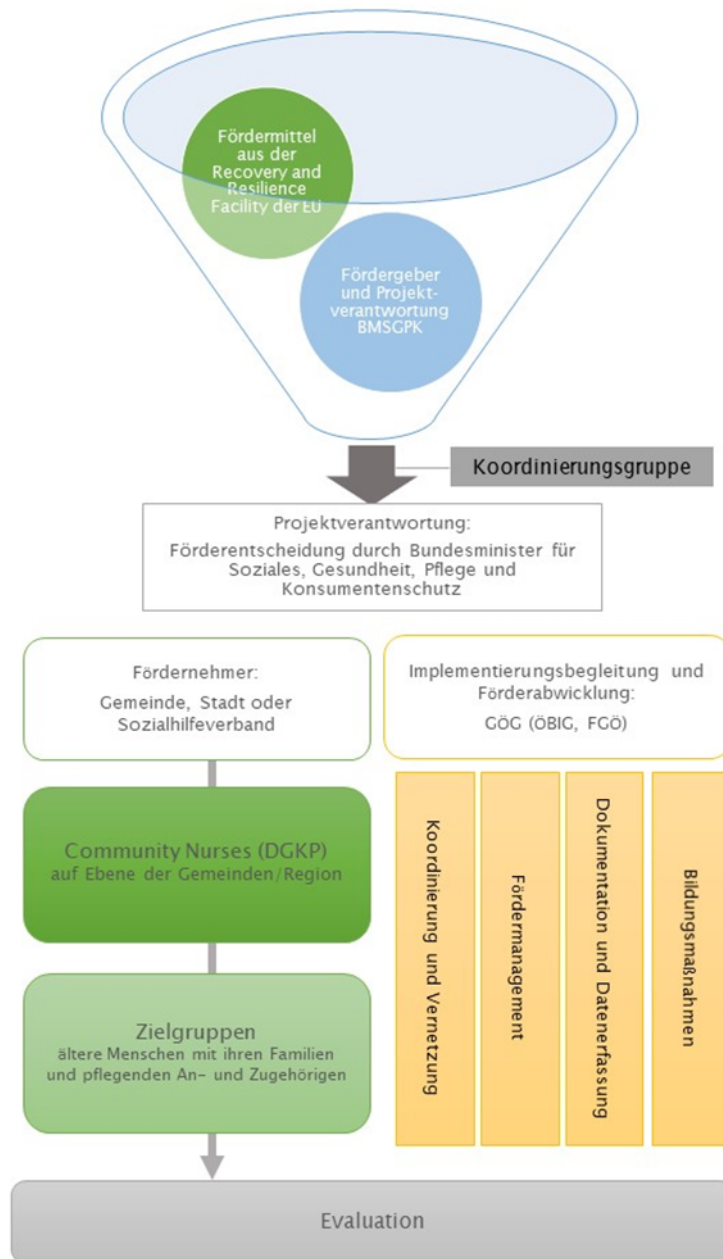 Fördermittel
aus der
Recovery and
Resilience
Facility der EU
Fördergeber
und Projekt-
verantwortung
BMSGPK
Koordinierungsgruppe
Projektverantwortung:
Förderentscheidung durch Bundesminister für
Soziales, Gesundheit, Pflege und
Konsumentenschutz
Fördernehmer:
Gemeinde, Stadt oder
Sozialhilfeverband
Implementierungsbegleitung und
Förderabwicklung:
GÖG (ÖBIG, FGÖ)
Community Nurses (DGKP)
auf Ebene der Gemeinden/Region
Zielgruppen
ältere Menschen mit ihren Familien
und pflegenden An- und Zugehörigen
Koordinierung und Vernetzung
Fördermanagement
Dokumentation und Datenerfassung
Bildungsmaßnahmen
Evaluation